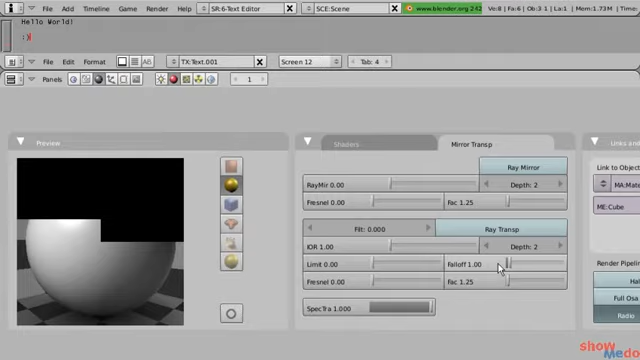 File Add Timeline Game Render Help SR:6-Text Editor SCE:Scene www.blender.org 242 Ve:8 | Fa:6 | Ob:3-1 | La:1 | Mem:1.73M
Hello World!
:)
File Edit Format AB TX:Text.001 Screen 12 Tab: 4
Panels 1
Preview Shaders Mirror Transp Links and
Ray Mirror Link to Object
RayMir 0.00 Depth: 2 MA:Mate
Fresnel 0.00 Fac 1.25 ME:Cube
Filt: 0.000 Ray Transp
IOR 1.00 Depth: 2
Limit 0.00 Falloff 1.00 Render Pipelin
Fresnel 0.00 Fac 1.25 Hal
Full Osa
SpecTra 1.000 Radio
show
Medo